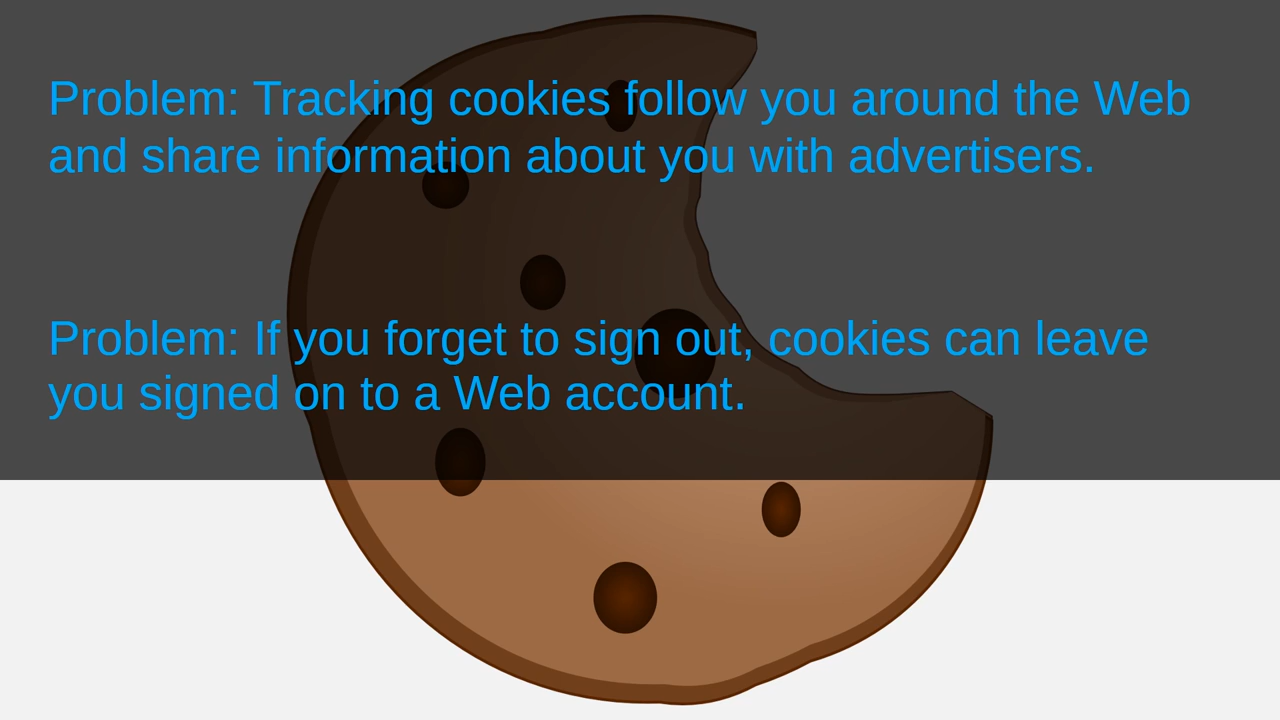 Problem: Tracking cookies follow you around the Web
and share information about you with advertisers.
Problem: If you forget to sign out, cookies can leave
you signed on to a Web account.